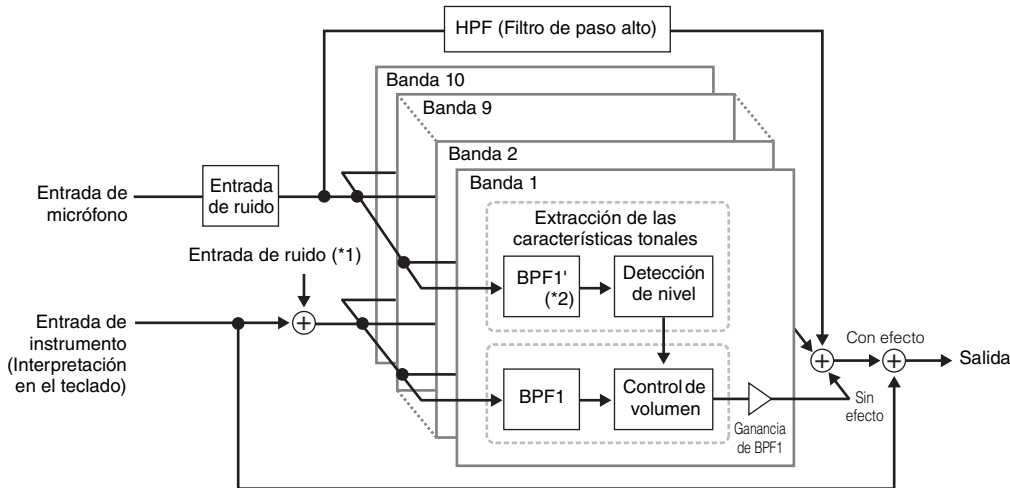 HPF (Filtro de paso alto)
Banda 10
Banda 9
Banda 2
Banda 1
Entrada de
micrófono
Entrada
de ruido
Extracción de las
características tonales
Entrada de ruido (*1)
BPF1'
(*2)
Detección
de nivel
Entrada de
instrumento
(Interpretación
en el teclado)
BPF1
Control de
volumen
Ganancia
de BPF1
Con efecto
Sin
efecto
Salida